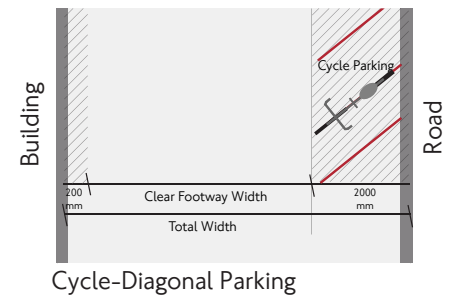 Cycle Parking
Building
Road
200
mm
Clear Footway Width
2000
mm
Total Width
Cycle-Diagonal Parking